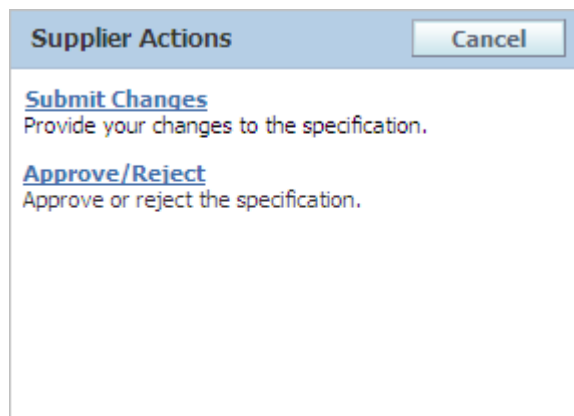 Supplier Actions Cancel
Submit Changes
Provide your changes to the specification.
Approve/Reject
Approve or reject the specification.